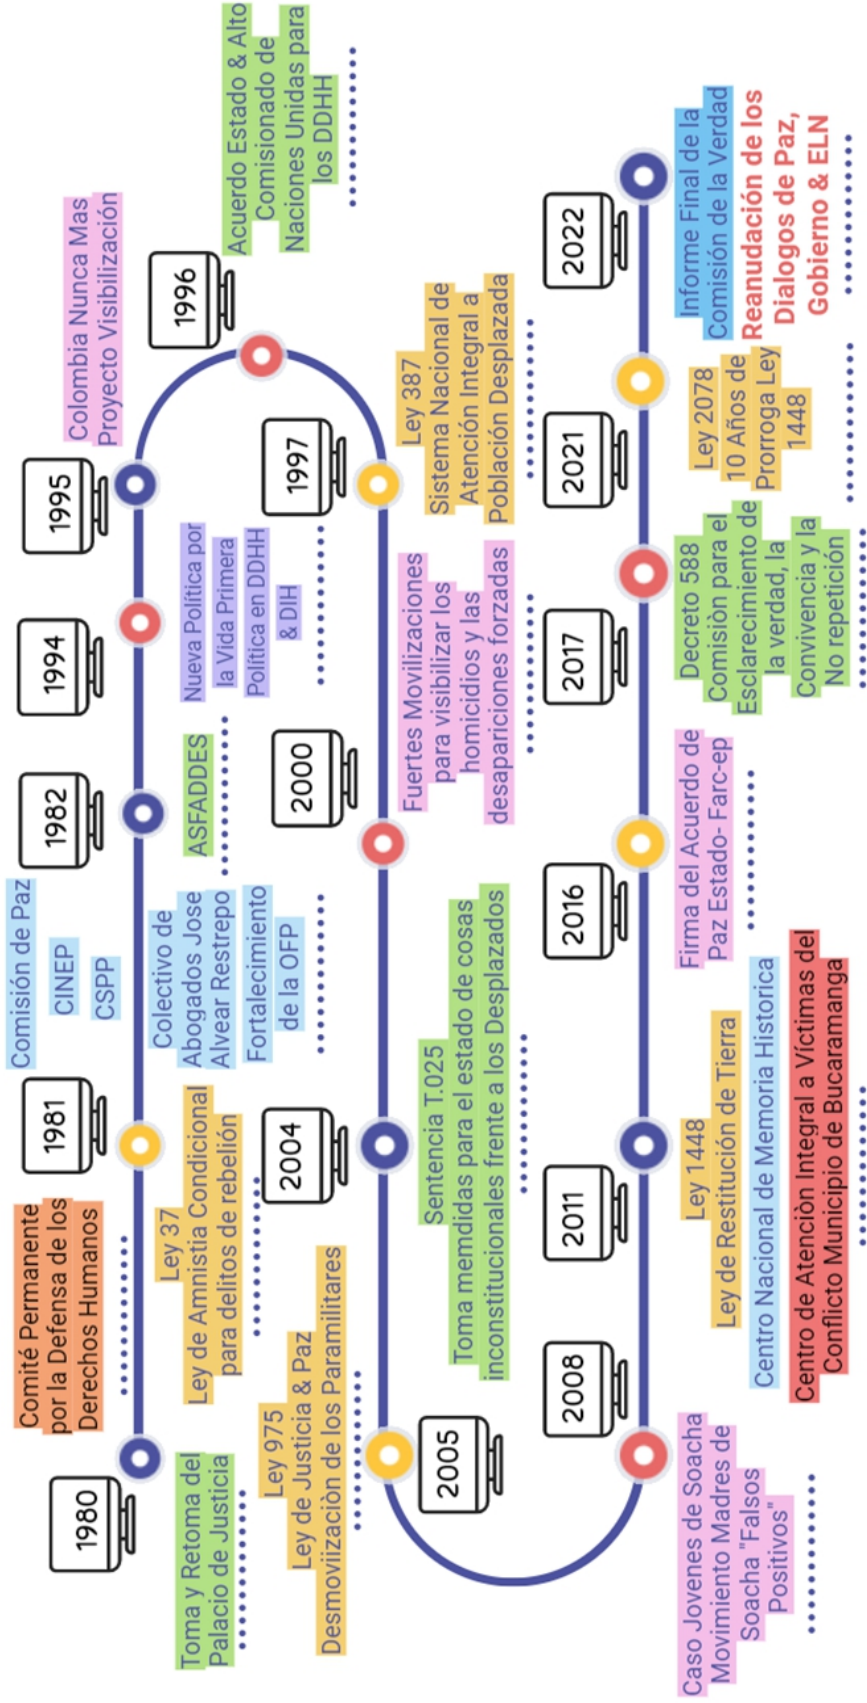 1980
Toma y Retoma del
Palacio de Justicia
Comité Permanente
por la Defensa de los
Derechos Humanos
1981
Ley 37
Ley de Amnistia Condicional
para delitos de rebelión
Comisión de Paz
CINEP
CSPP
Colectivo de
Abogados Jose
Alvear Restrepo
Fortalecimiento
de la OFP
1982
ASFADDES
1994
Nueva Política por
la Vida Primera
Política en DDHH
& DIH
1995
Colombia Nunca Mas
Proyecto Visibilización
1996
Acuerdo Estado & Alto
Comisionado de
Naciones Unidas para
los DDHH
1997
Ley 387
Sistema Nacional de
Atención Integral a
Población Desplazada
2000
Fuertes Movilizaciones
para visibilizar los
homicidios y las
desapariciones forzadas
2004
Sentencia T.025
Toma memdidas para el estado de cosas
inconstitucionales frente a los Desplazados
2005
Ley 975
Ley de Justicia & Paz
Desmoviizaciòn de los Paramilitares
2008
Caso Jovenes de Soacha
Movimiento Madres de
Soacha "Falsos
Positivos"
2011
Ley 1448
Ley de Restitución de Tierra
Centro Nacional de Memoria Historica
Centro de Atenciòn Integral a Víctimas del
Conflicto Municipio de Bucaramanga
2016
Firma del Acuerdo de
Paz Estado- Farc-ep
2017
Decreto 588
Comisiòn para el
Esclarecimiento de
la verdad, la
Convivencia y la
No repetición
2021
Ley 2078
10 Años de
Prorroga Ley
1448
2022
Informe Final de la
Comisión de la Verdad
Reanudación de los
Dialogos de Paz,
Gobierno & ELN